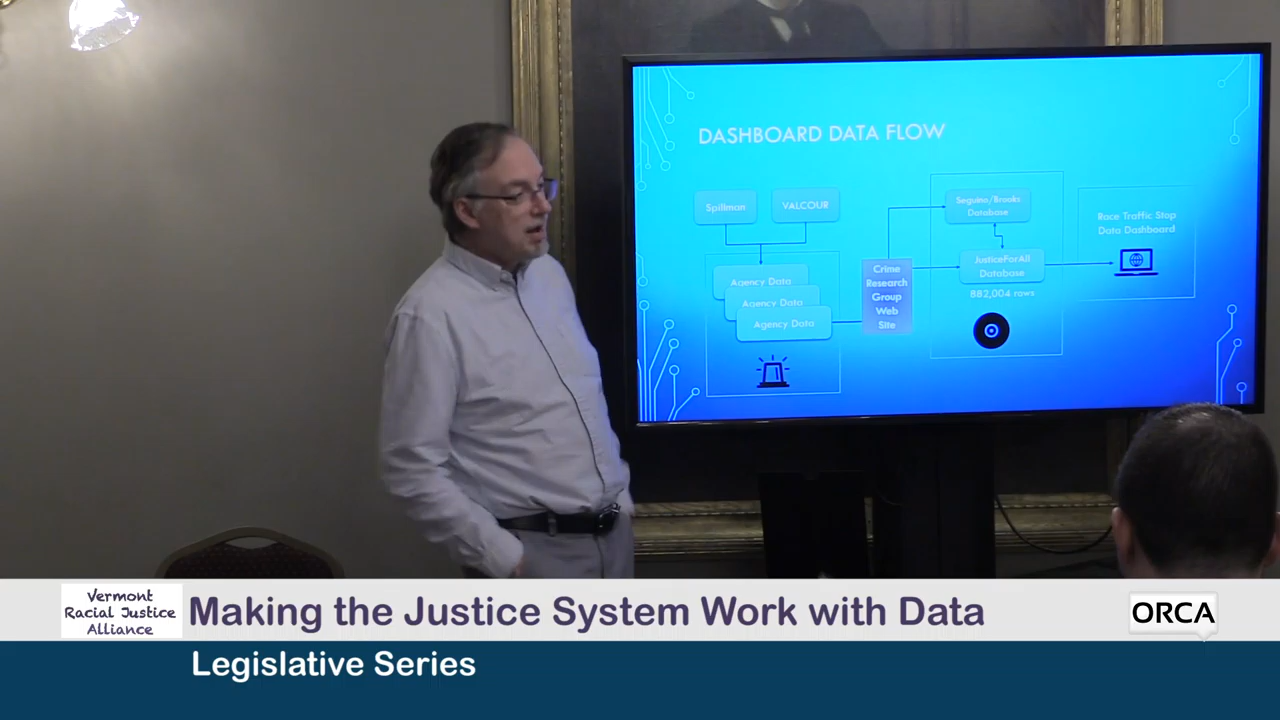 DASHBOARD DATA FLOW
Spillman
VALCOUR
Agency Data
Agency Data
Agency Data
Crime
Research
Group
Web
Site
Seguino/Brooks
Database
JusticeForAll
Database
882,004 rows
Race Traffic Stop
Data Dashboard
Vermont
Racial Justice
Alliance
Making the Justice System Work with Data
ORCA
Legislative Series